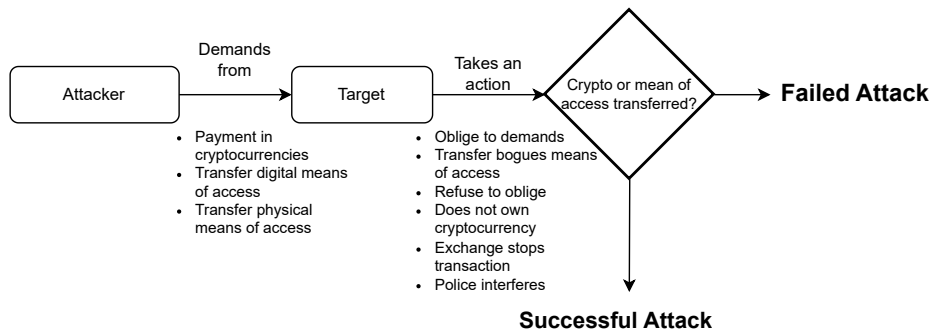 Attacker
Demands
from
• Payment in
cryptocurrencies
• Transfer digital means
of access
• Transfer physical
means of access
Target
Takes an
action
• Oblige to demands
• Transfer bogues means
of access
• Refuse to oblige
• Does not own
cryptocurrency
• Exchange stops
transaction
• Police interferes
Crypto or mean of
access transferred?
Failed Attack
Successful Attack